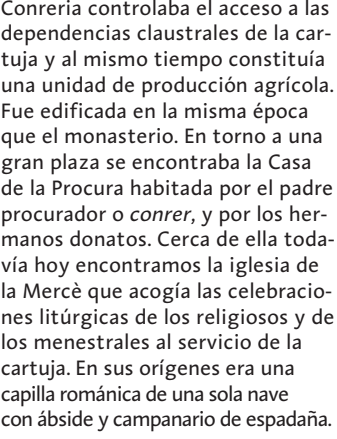 Conreria controlaba el acceso a las
dependencias claustrales de la car-
tuja y al mismo tiempo constituía
una unidad de producción agrícola.
Fue edificada en la misma época
que el monasterio. En torno a una
gran plaza se encontraba la Casa
de la Procura habitada por el padre
procurador o conrer, y por los her-
manos donatos. Cerca de ella toda-
vía hoy encontramos la iglesia de
la Mercè que acogía las celebracio-
nes litúrgicas de los religiosos y de
los menestrales al servicio de la
cartuja. En sus orígenes era una
capilla románica de una sola nave
con ábside y campanario de espadaña.